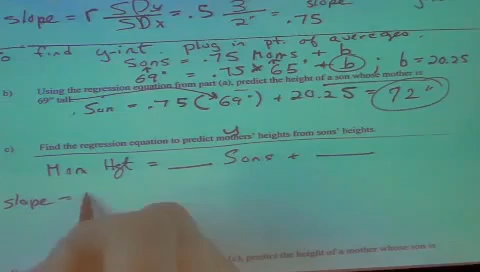 slope = r SDy/SDx = .5 3/2" = .75
slope
To find y-int. plug in pt. of averages.
Sons = .75 Moms + b
69" = .75 * 65" + b ; b = 20.25
b) Using the regression equation from part (a), predict the height of a son whose mother is
69" tall.
Son = .75(69") + 20.25 = 72"
y
c) Find the regression equation to predict mothers' heights from sons' heights.
Mom Hgt = ___ Sons + ___
slope =
predict the height of a mother whose son is